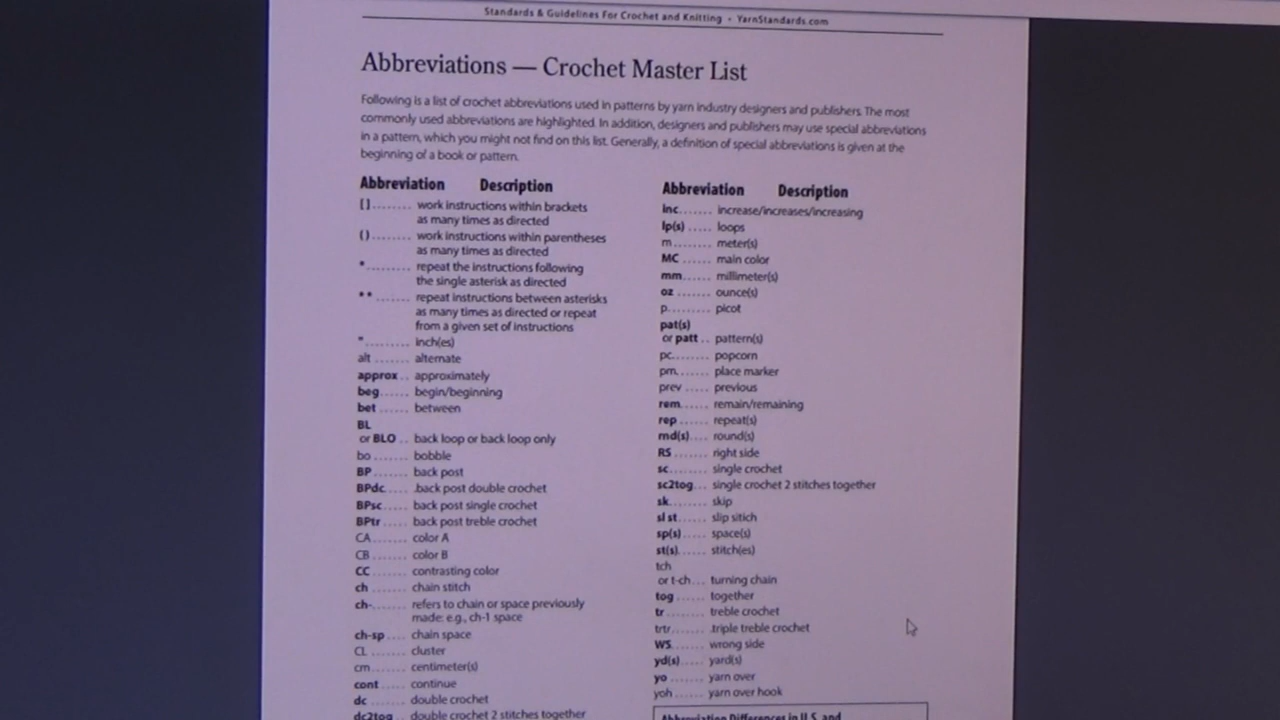 Standards & Guidelines For Crochet and Knitting • YarnStandards.com
Abbreviations — Crochet Master List
Following is a list of crochet abbreviations used in patterns by yarn industry designers and publishers. The most
commonly used abbreviations are highlighted. In addition, designers and publishers may use special abbreviations
in a pattern, which you might not find on this list. Generally, a definition of special abbreviations is given at the
beginning of a book or pattern.
Abbreviation Description
[ ] ........ work instructions within brackets
as many times as directed
( ) ........ work instructions within parentheses
as many times as directed
* ......... repeat the instructions following
the single asterisk as directed
* * ....... repeat instructions between asterisks
as many times as directed or repeat
from a given set of instructions
" ......... inch(es)
alt ....... alternate
approx .. approximately
beg ...... begin/beginning
bet ...... between
BL
or BLO .. back loop or back loop only
bo ....... bobble
BP ....... back post
BPdc ..... back post double crochet
BPsc ..... back post single crochet
BPtr ..... back post treble crochet
CA ....... color A
CB ....... color B
CC ....... contrasting color
ch ....... chain stitch
ch- ....... refers to chain or space previously
made: e.g., ch-1 space
ch-sp .... chain space
CL ....... cluster
cm ....... centimeter(s)
cont ..... continue
dc ....... double crochet
dc2tog .. double crochet 2 stitches together
Abbreviation Description
inc ....... increase/increases/increasing
lp(s) ..... loops
m ........ meter(s)
MC ...... main color
mm ...... millimeter(s)
oz ....... ounce(s)
p ......... picot
pat(s)
or patt .. pattern(s)
pc ........ popcorn
pm ....... place marker
prev ..... previous
rem ...... remain/remaining
rep ...... repeat(s)
rnd(s) .... round(s)
RS ....... right side
sc ........ single crochet
sc2tog ... single crochet 2 stitches together
sk ........ skip
sl st ...... slip sitich
sp(s) ..... space(s)
st(s) ...... stitch(es)
tch
or t-ch ... turning chain
tog ...... together
tr ........ treble crochet
trtr ....... triple treble crochet
WS ....... wrong side
yd(s) ..... yard(s)
yo ....... yarn over
yoh ...... yarn over hook
Abbreviation Differences in U.S. and